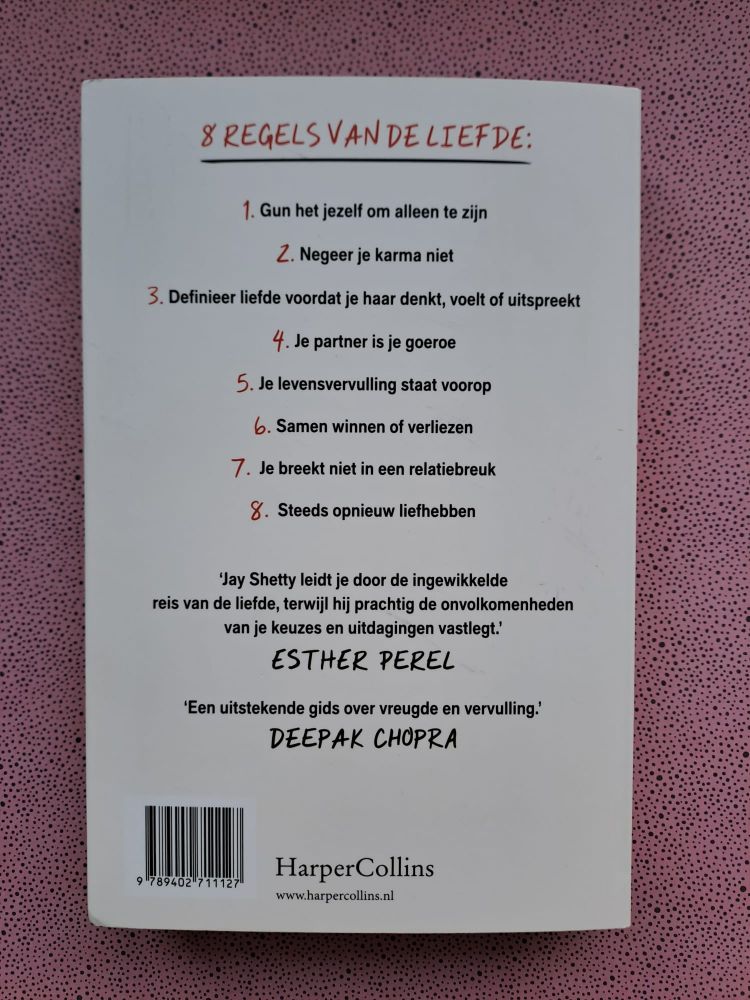 8 REGELS VAN DE LIEFDE:
1. Gun het jezelf om alleen te zijn
2. Negeer je karma niet
3. Definieer liefde voordat je haar denkt, voelt of uitspreekt
4. Je partner is je goeroe
5. Je levensvervulling staat voorop
6. Samen winnen of verliezen
7. Je breekt niet in een relatiebreuk
8. Steeds opnieuw liefhebben
‘Jay Shetty leidt je door de ingewikkelde
reis van de liefde, terwijl hij prachtig de onvolkomenheden
van je keuzes en uitdagingen vastlegt.’
ESTHER PEREL
‘Een uitstekende gids over vreugde en vervulling.’
DEEPAK CHOPRA
9 789402 711127
HarperCollins
www.harpercollins.nl